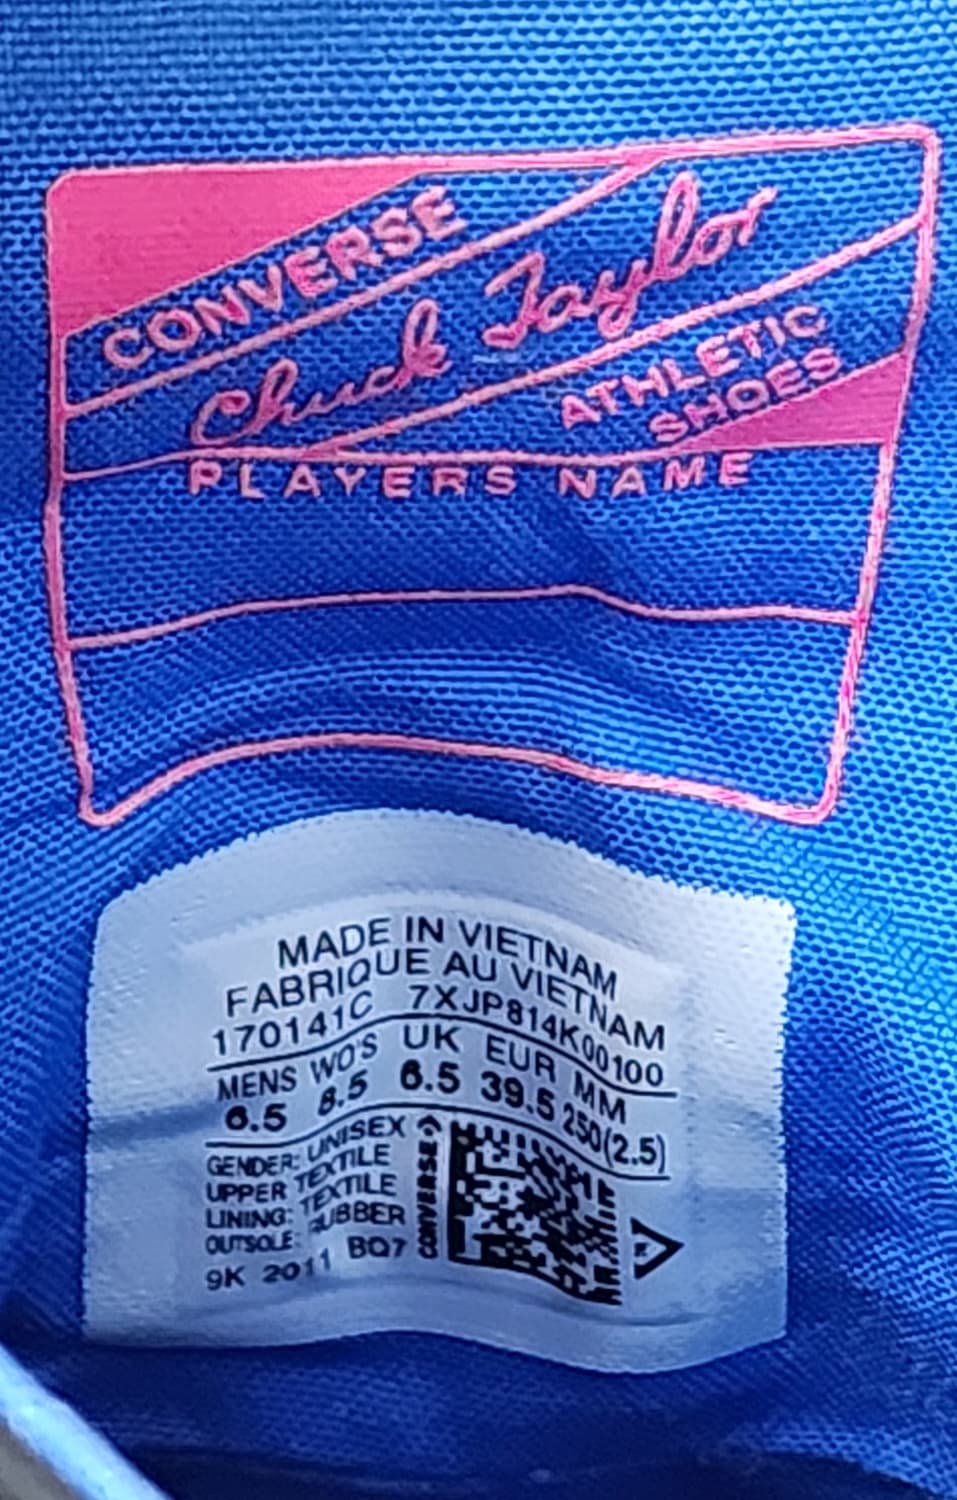 CONVERSE
Chuck Taylor
ATHLETIC
SHOES
PLAYERS NAME
MADE IN VIETNAM
FABRIQUE AU VIETNAM
170141C 7XJP814K00100
MENS WO'S UK EUR MM
6.5 8.5 6.5 39.5 250(2.5)
GENDER: UNISEX
UPPER TEXTILE
LINING: TEXTILE
OUTSOLE: RUBBER
9K 2011 BQ7
CONVERSE